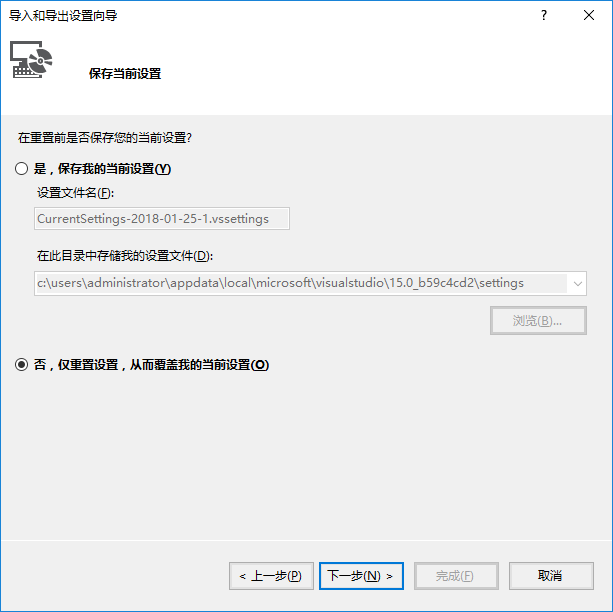 导入和导出设置向导
?
保存当前设置
在重置前是否保存您的当前设置?
是，保存我的当前设置(Y)
设置文件名(F):
CurrentSettings-2018-01-25-1.vssettings
在此目录中存储我的设置文件(D):
c:\users\administrator\appdata\local\microsoft\visualstudio\15.0_b59c4cd2\settings
浏览(B)...
否，仅重置设置，从而覆盖我的当前设置(O)
< 上一步(P) 下一步(N) > 完成(F) 取消